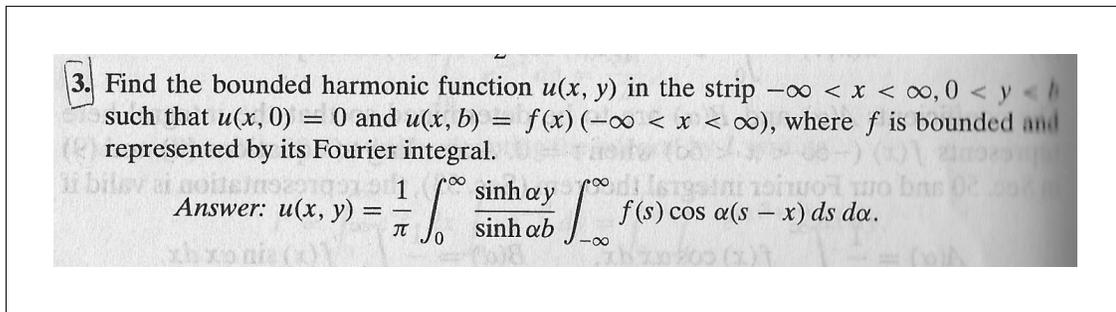 3. Find the bounded harmonic function u(x, y) in the strip −∞ < x < ∞, 0 < y < b
such that u(x, 0) = 0 and u(x, b) = f(x) (−∞ < x < ∞), where f is bounded and
represented by its Fourier integral.
Answer: u(x, y) = 1/π ∫₀^∞ sinh αy / sinh αb ∫₋∞^∞ f(s) cos α(s − x) ds dα.